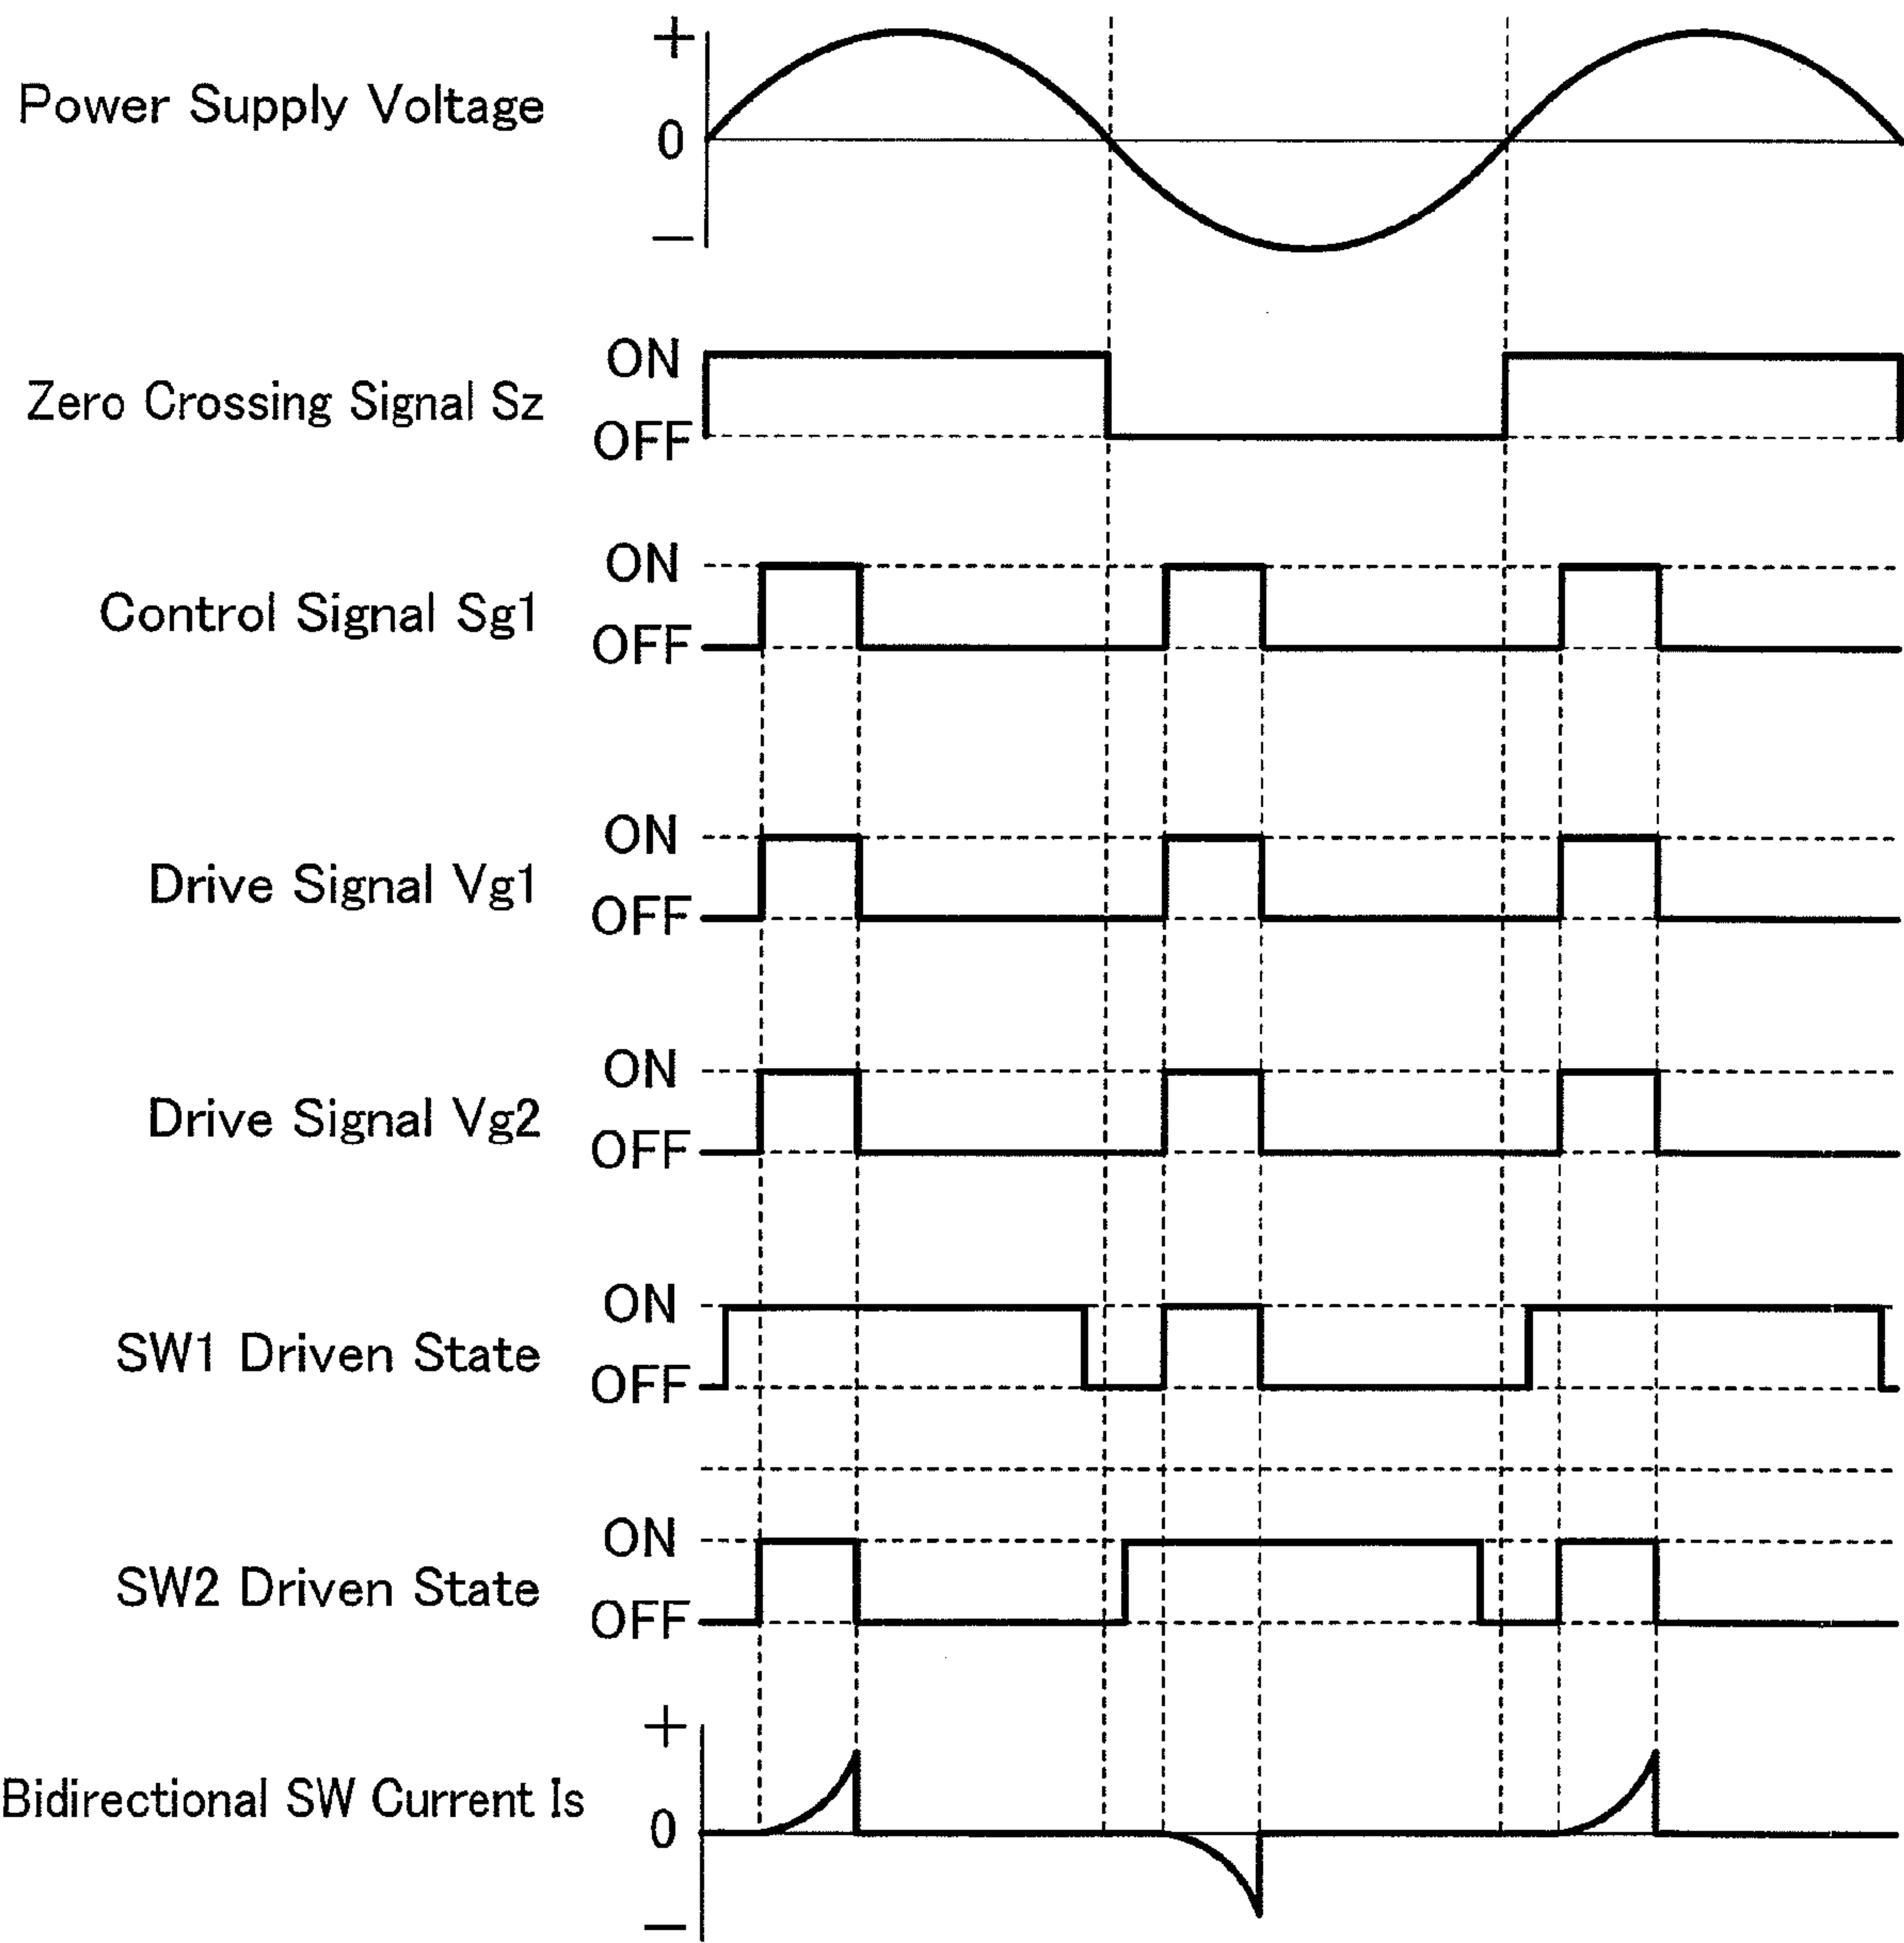 +
Power Supply Voltage
0
−
ON
Zero Crossing Signal Sz
OFF
ON
Control Signal Sg1
OFF
ON
Drive Signal Vg1
OFF
ON
Drive Signal Vg2
OFF
ON
SW1 Driven State
OFF
ON
SW2 Driven State
OFF
+
Bidirectional SW Current Is
0
−